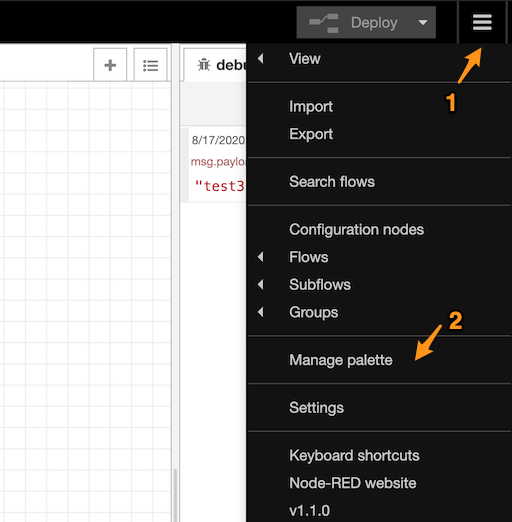 Deploy
1
debu
View
Import
Export
8/17/2020
msg.paylo
"test3
Search flows
Configuration nodes
Flows
Subflows
Groups
2
Manage palette
Settings
Keyboard shortcuts
Node-RED website
v1.1.0